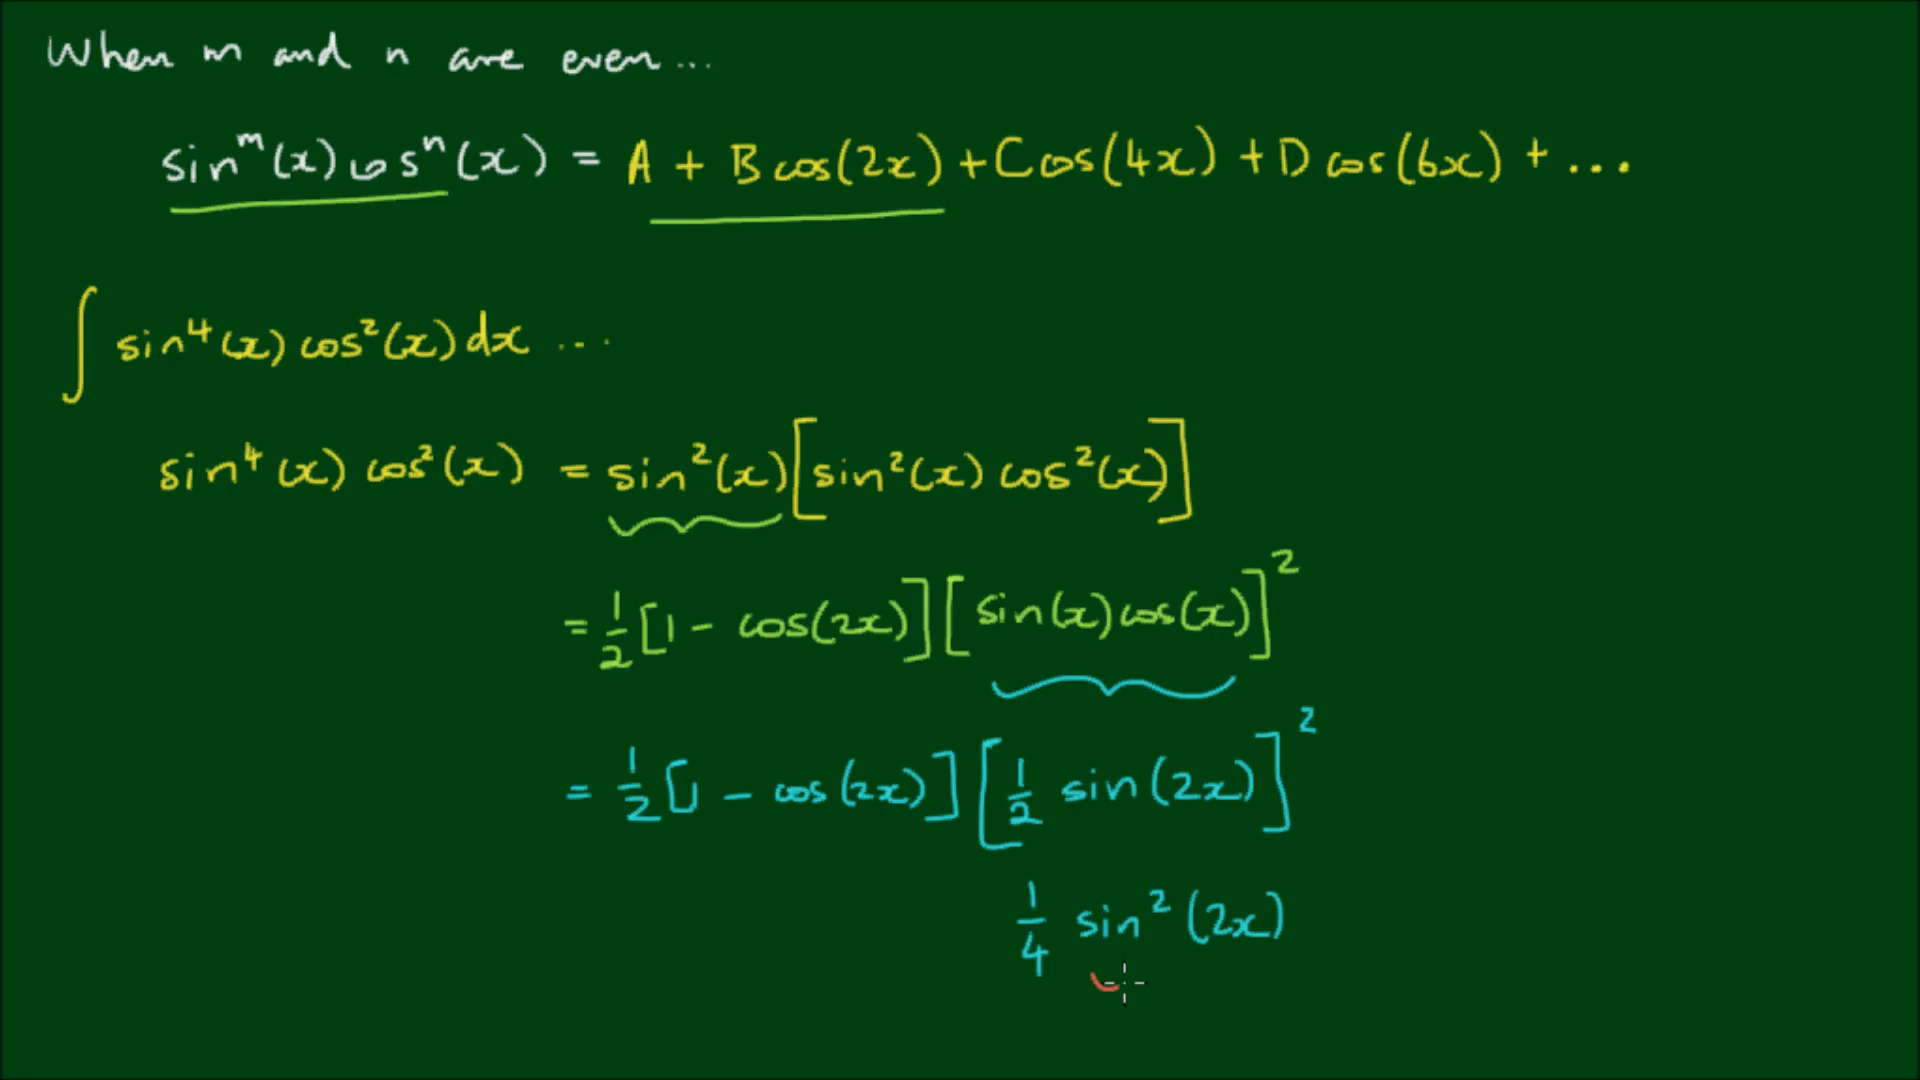 When m and n are even...
sinᵐ(x) cosⁿ(x) = A + B cos(2x) + C cos(4x) + D cos(6x) + ...
∫ sin⁴(x) cos²(x) dx ...
sin⁴(x) cos²(x) = sin²(x)[sin²(x) cos²(x)]
= 1/2 [1 - cos(2x)][sin(x) cos(x)]²
= 1/2 [1 - cos(2x)][1/2 sin(2x)]²
1/4 sin²(2x)